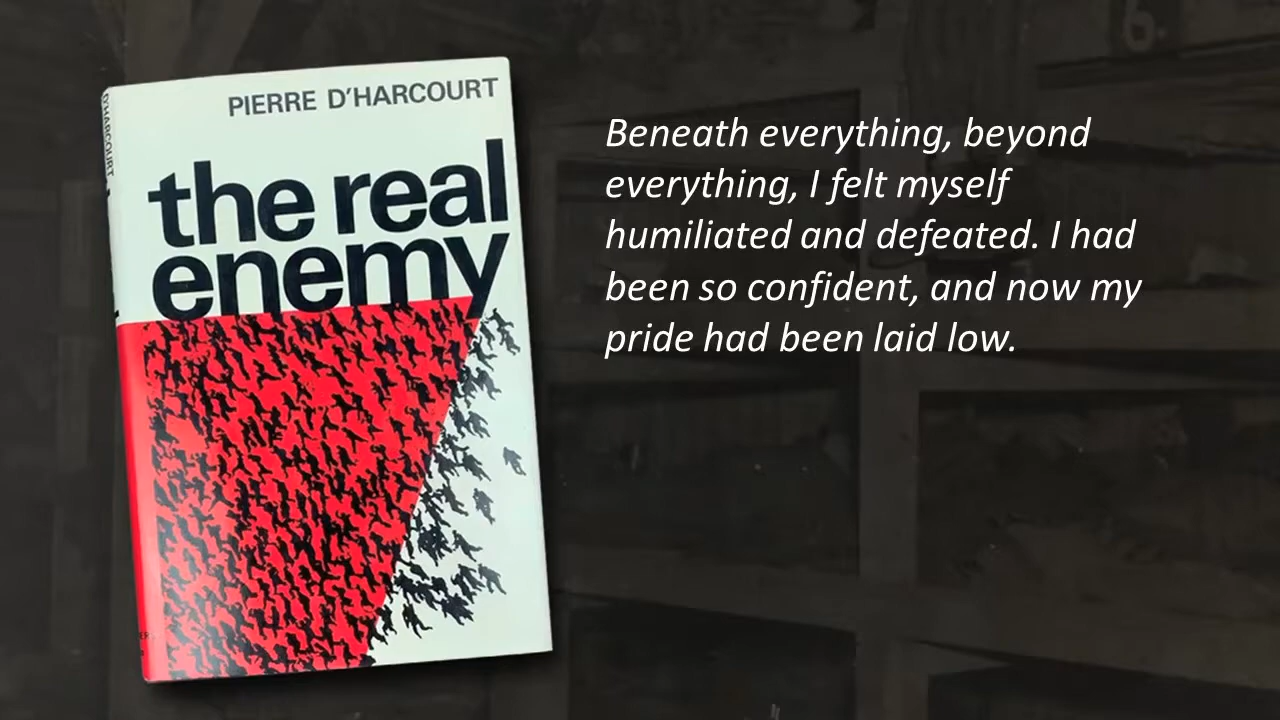 PIERRE D'HARCOURT
the real
enemy
D'HARCOURT
Beneath everything, beyond
everything, I felt myself
humiliated and defeated. I had
been so confident, and now my
pride had been laid low.
6.